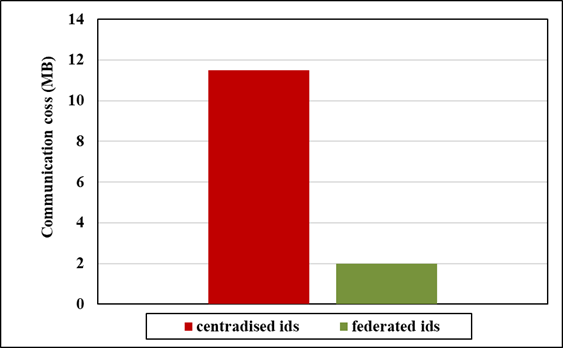 Communication coss (MB)
14
12
10
8
6
4
2
0
centradised ids
federated ids